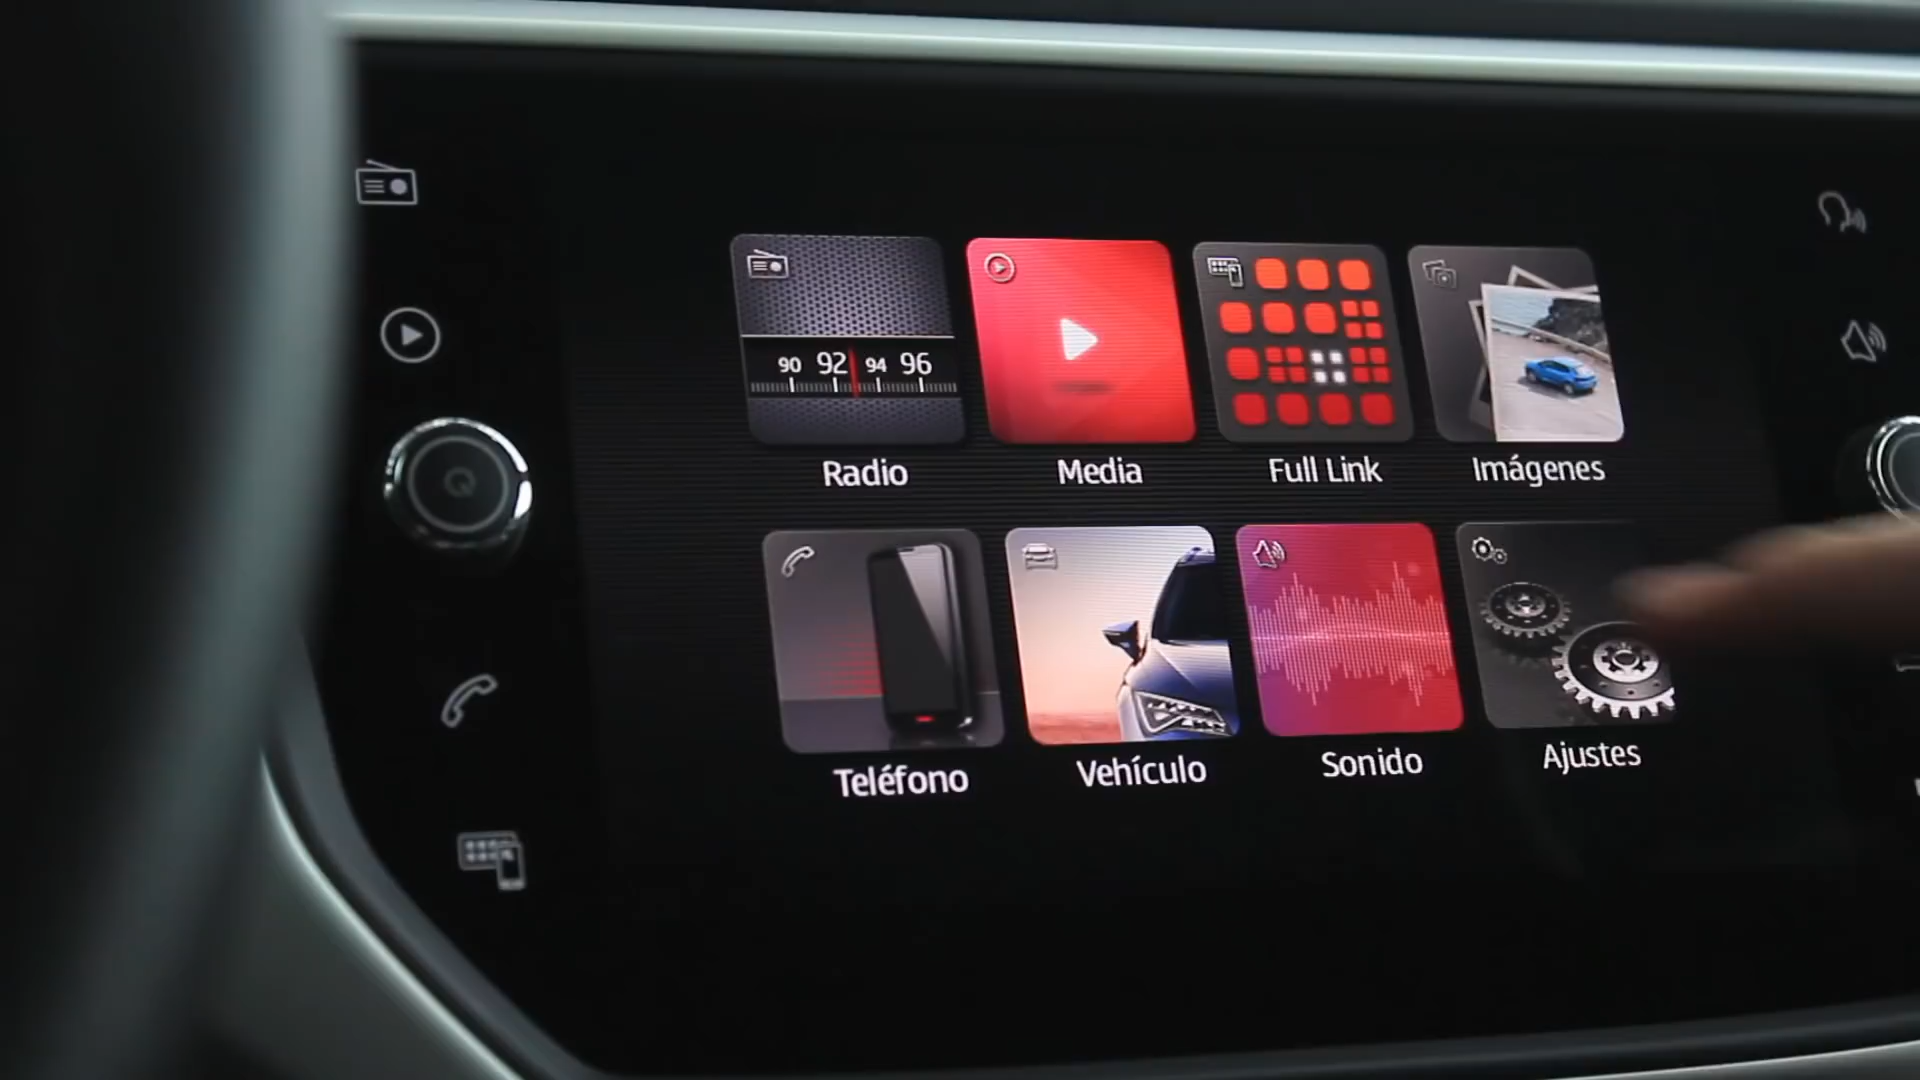 90 92 94 96
Radio
Media
Full Link
Imágenes
Teléfono
Vehículo
Sonido
Ajustes